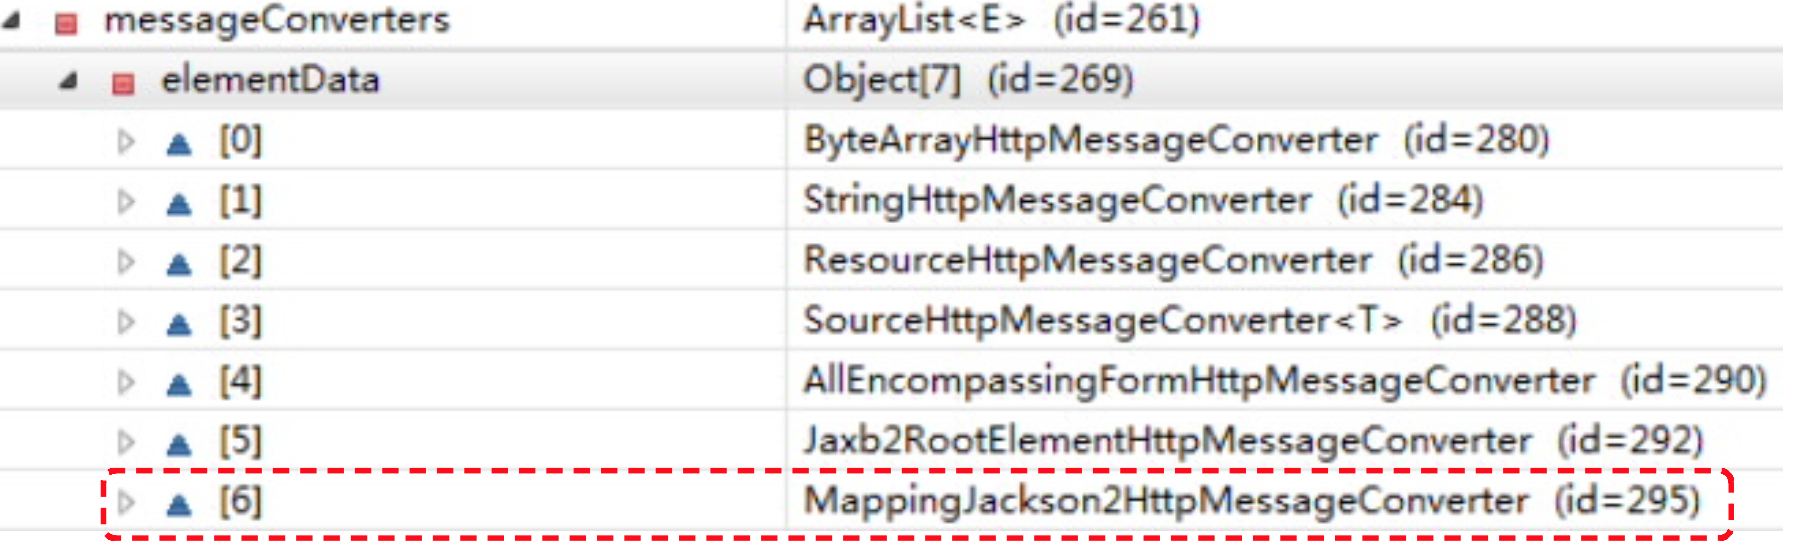 messageConverters ArrayList<E> (id=261)
elementData Object[7] (id=269)
[0] ByteArrayHttpMessageConverter (id=280)
[1] StringHttpMessageConverter (id=284)
[2] ResourceHttpMessageConverter (id=286)
[3] SourceHttpMessageConverter<T> (id=288)
[4] AllEncompassingFormHttpMessageConverter (id=290)
[5] Jaxb2RootElementHttpMessageConverter (id=292)
[6] MappingJackson2HttpMessageConverter (id=295)